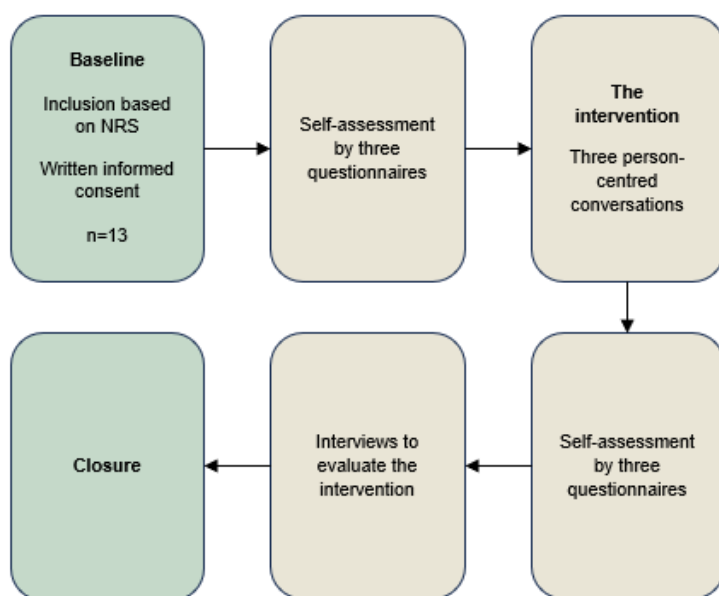 Baseline
Inclusion based
on NRS
Written informed
consent
n=13
Self-assessment
by three
questionnaires
The
intervention
Three person-
centred
conversations
Self-assessment
by three
questionnaires
Interviews to
evaluate the
intervention
Closure